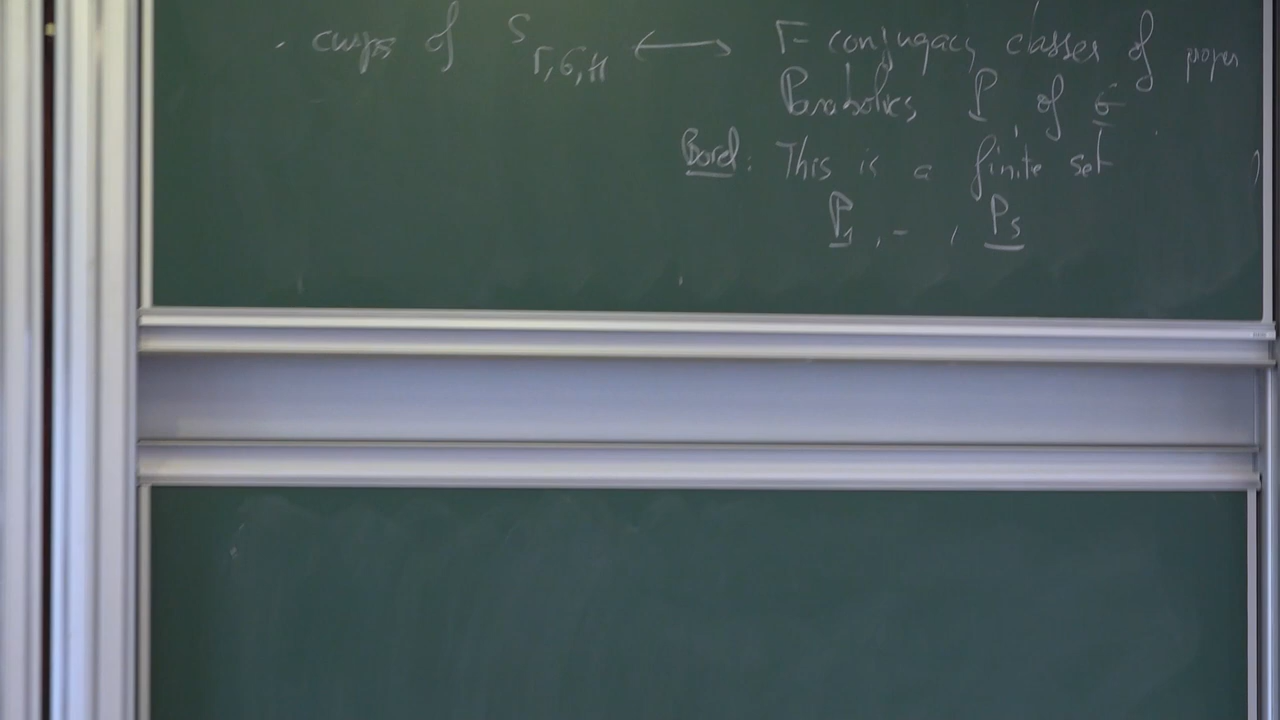 . cusps of S_{Γ,G,H} ⟷ Γ-conjugacy classes of proper
Parabolics P of G
Borel: This is a finite set
P_1, -, P_s